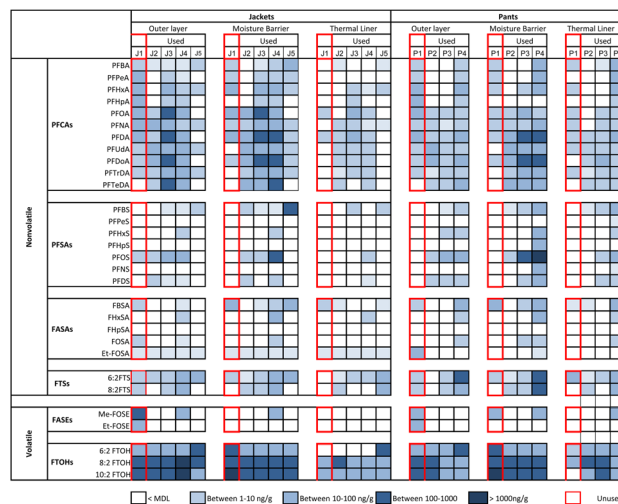 Jackets Pants
Outer layer Moisture Barrier Thermal Liner Outer layer Moisture Barrier Thermal Liner
Used Used Used Used Used Used
J1 J2 J3 J4 J5 J1 J2 J3 J4 J5 J1 J2 J3 J4 J5 P1 P2 P3 P4 P1 P2 P3 P4 P1 P2 P3
Nonvolatile
PFCAs
PFBA
PFPeA
PFHxA
PFHpA
PFOA
PFNA
PFDA
PFUdA
PFDoA
PFTrDA
PFTeDA
PFSAs
PFBS
PFPeS
PFHxS
PFHpS
PFOS
PFNS
PFDS
FASAs
FBSA
FHxSA
FHpSA
FOSA
Et-FOSA
FTSs
6:2FTS
8:2FTS
Volatile
FASEs
Me-FOSE
Et-FOSE
FTOHs
6:2 FTOH
8:2 FTOH
10:2 FTOH
< MDL Between 1-10 ng/g Between 10-100 ng/g Between 100-1000 > 1000ng/g Unuse